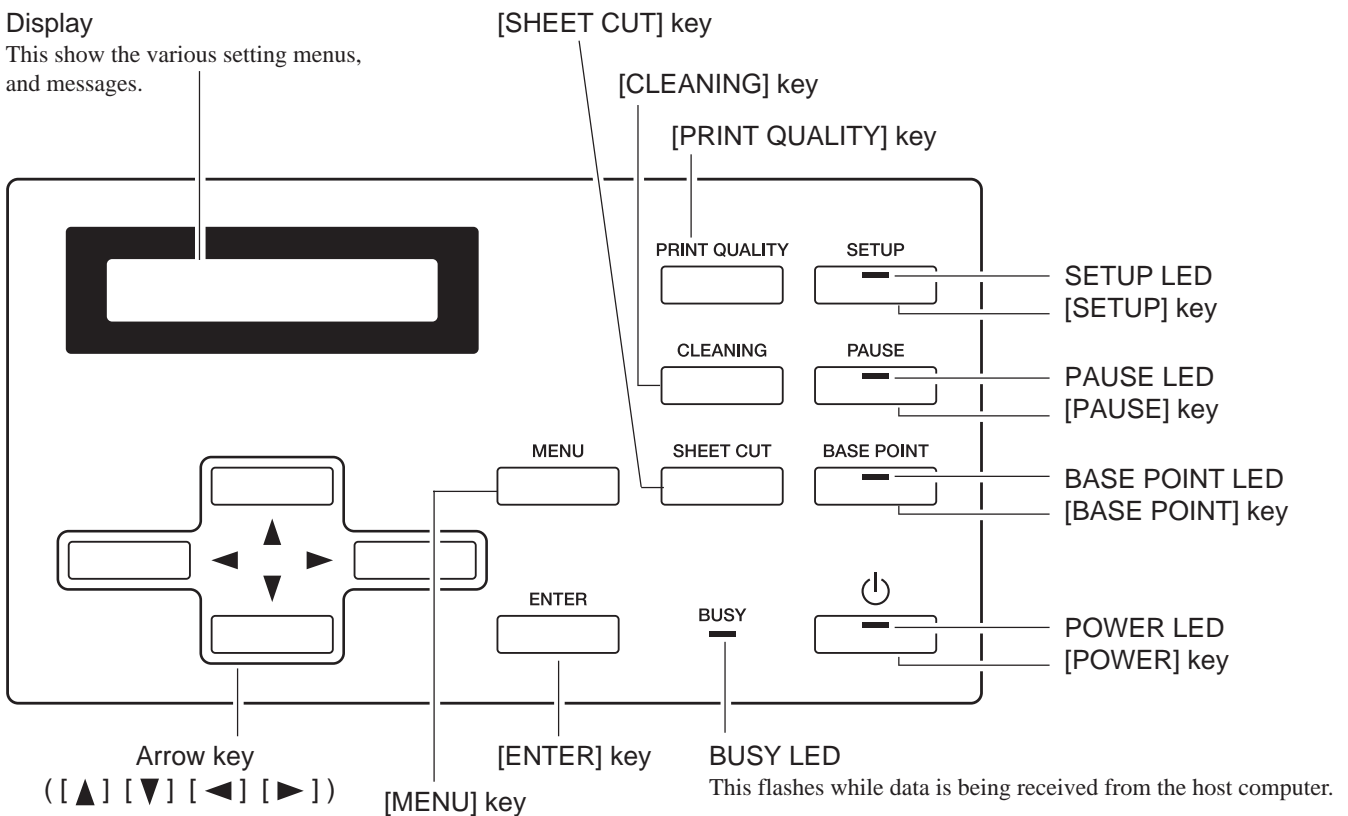 Display
This show the various setting menus,
and messages.
[SHEET CUT] key
[CLEANING] key
[PRINT QUALITY] key
PRINT QUALITY
SETUP
SETUP LED
[SETUP] key
CLEANING
PAUSE
PAUSE LED
[PAUSE] key
MENU
SHEET CUT
BASE POINT
BASE POINT LED
[BASE POINT] key
ENTER
BUSY
POWER LED
[POWER] key
Arrow key
([▲] [▼] [◄] [►])
[MENU] key
[ENTER] key
BUSY LED
This flashes while data is being received from the host computer.